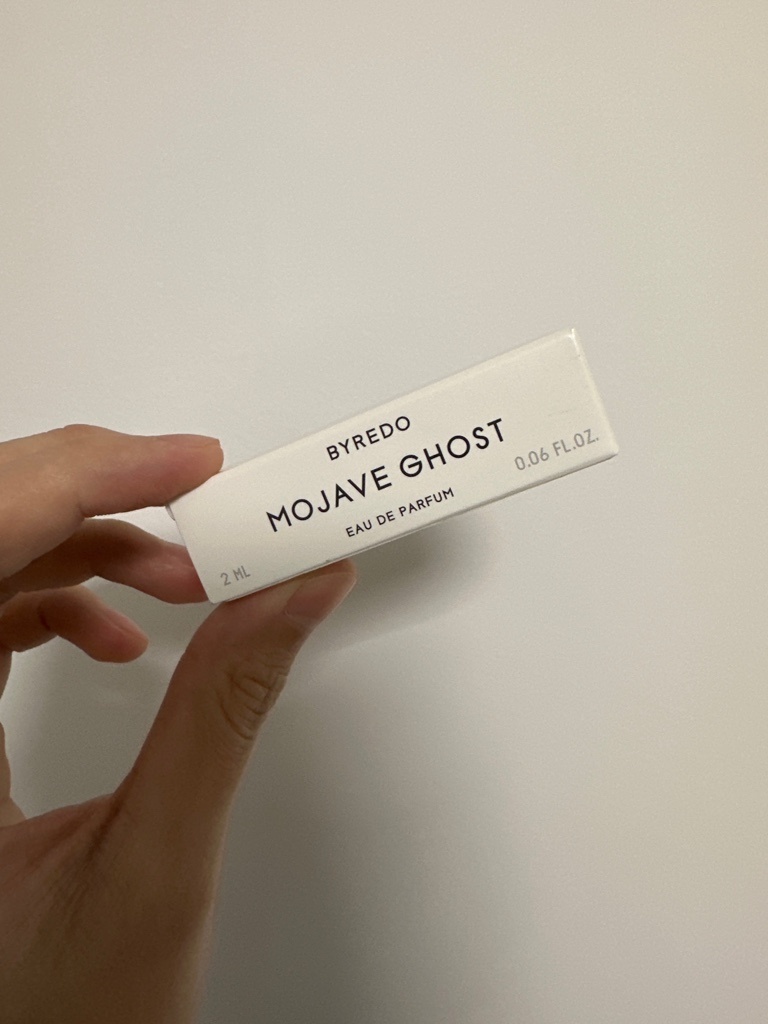 BYREDO
MOJAVE GHOST
EAU DE PARFUM
2 ML
0.06 FL.OZ.